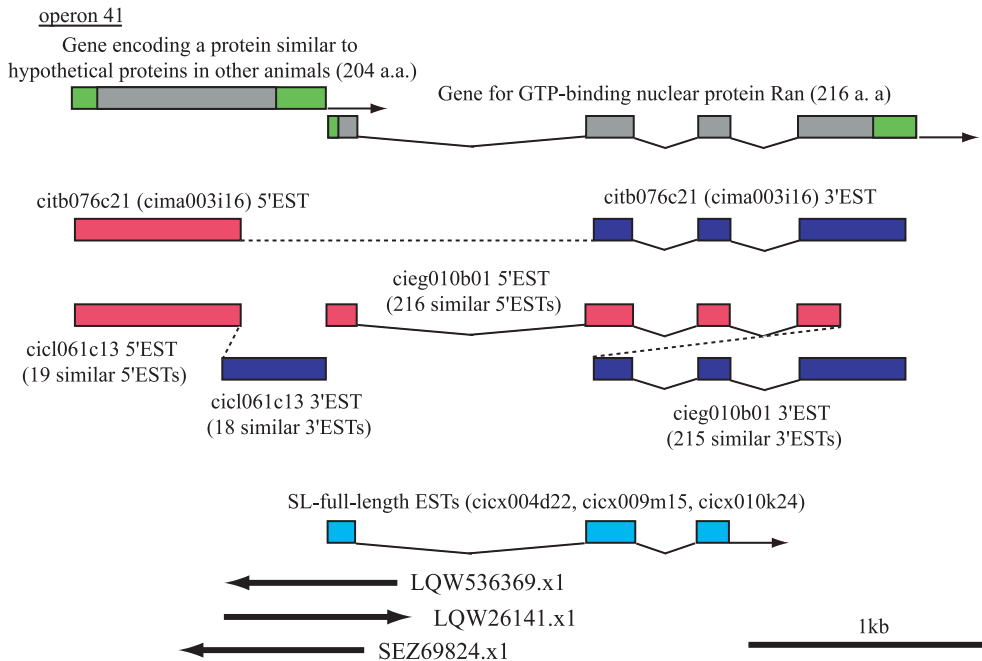 operon 41
Gene encoding a protein similar to
hypothetical proteins in other animals (204 a.a.)
Gene for GTP-binding nuclear protein Ran (216 a. a)
citb076c21 (cima003i16) 5'EST
citb076c21 (cima003i16) 3'EST
cieg010b01 5'EST
(216 similar 5'ESTs)
cicl061c13 5'EST
(19 similar 5'ESTs)
cicl061c13 3'EST
(18 similar 3'ESTs)
cieg010b01 3'EST
(215 similar 3'ESTs)
SL-full-length ESTs (cicx004d22, cicx009m15, cicx010k24)
LQW536369.x1
LQW26141.x1
SEZ69824.x1
1kb